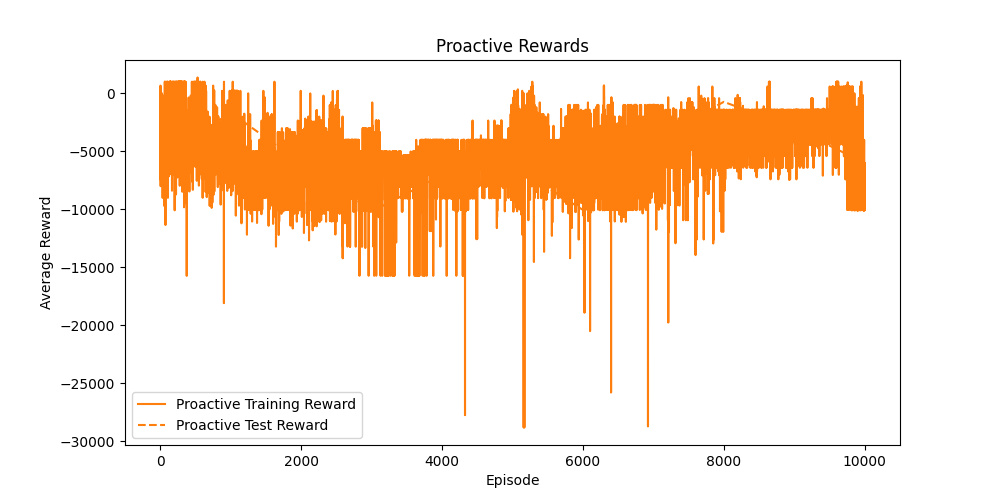 Proactive Rewards
Average Reward
0
−5000
−10000
−15000
−20000
−25000
−30000
Proactive Training Reward
Proactive Test Reward
0 2000 4000 6000 8000 10000
Episode